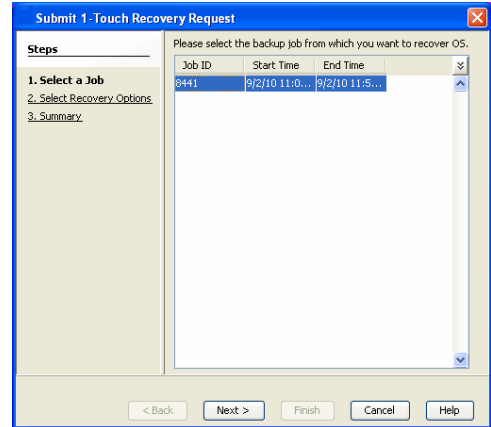 Submit 1-Touch Recovery Request
Steps
1. Select a Job
2. Select Recovery Options
3. Summary
Please select the backup job from which you want to recover OS.
Job ID Start Time End Time
8441 9/2/10 11:0... 9/2/10 11:5...
< Back Next > Finish Cancel Help